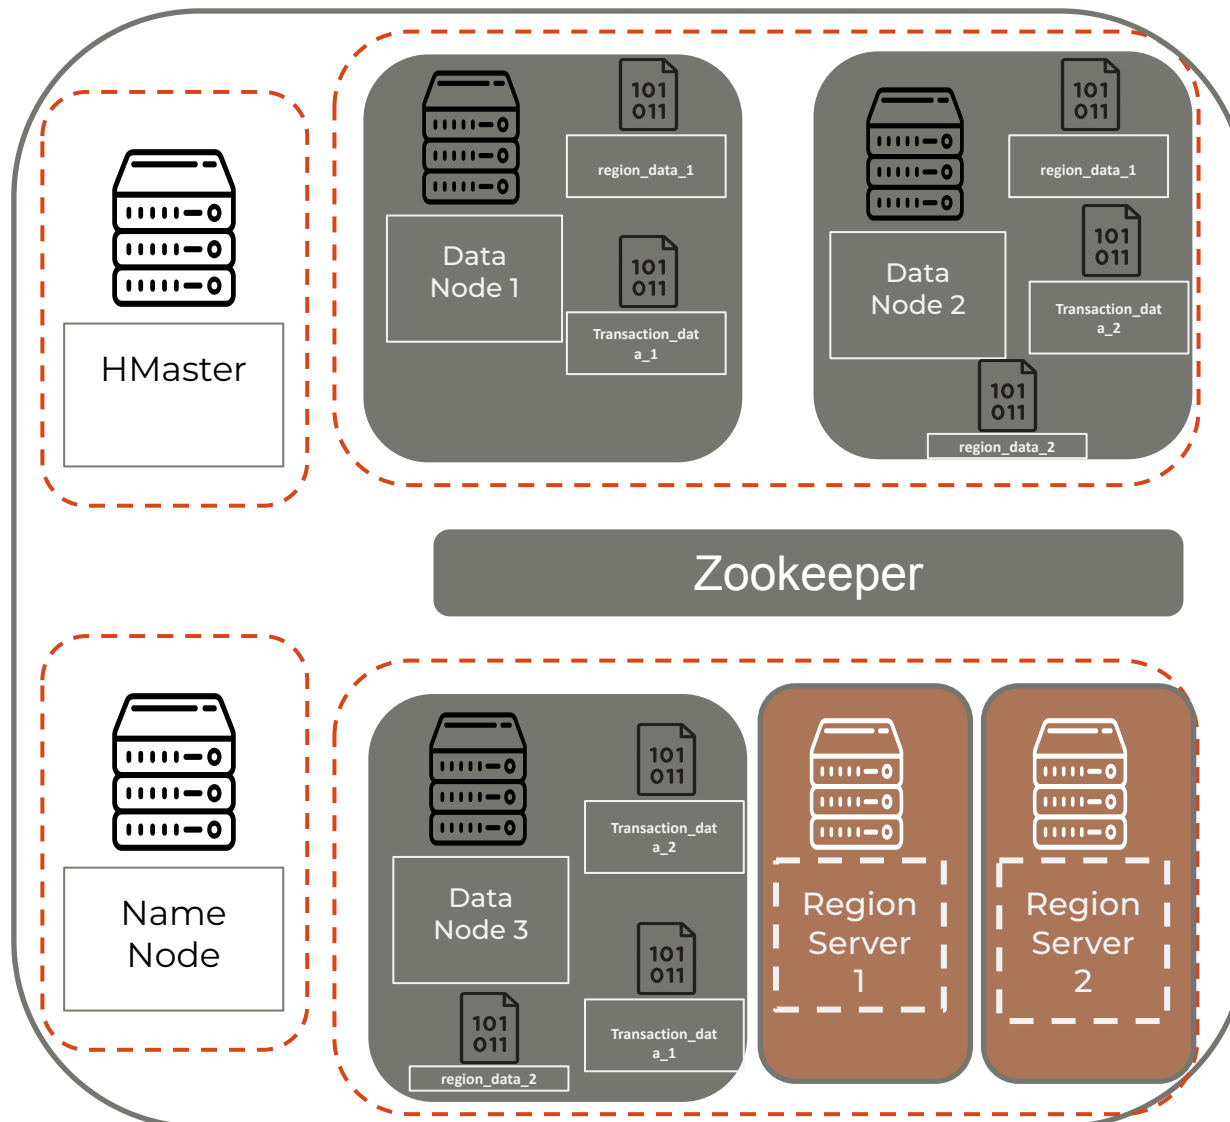 101
011
region_data_1
Data
Node 1
101
011
Transaction_dat
a_1
101
011
region_data_1
Data
Node 2
101
011
Transaction_dat
a_2
101
011
region_data_2
HMaster
Zookeeper
Name
Node
101
011
Transaction_dat
a_2
Data
Node 3
101
011
Transaction_dat
a_1
101
011
region_data_2
Region
Server
1
Region
Server
2